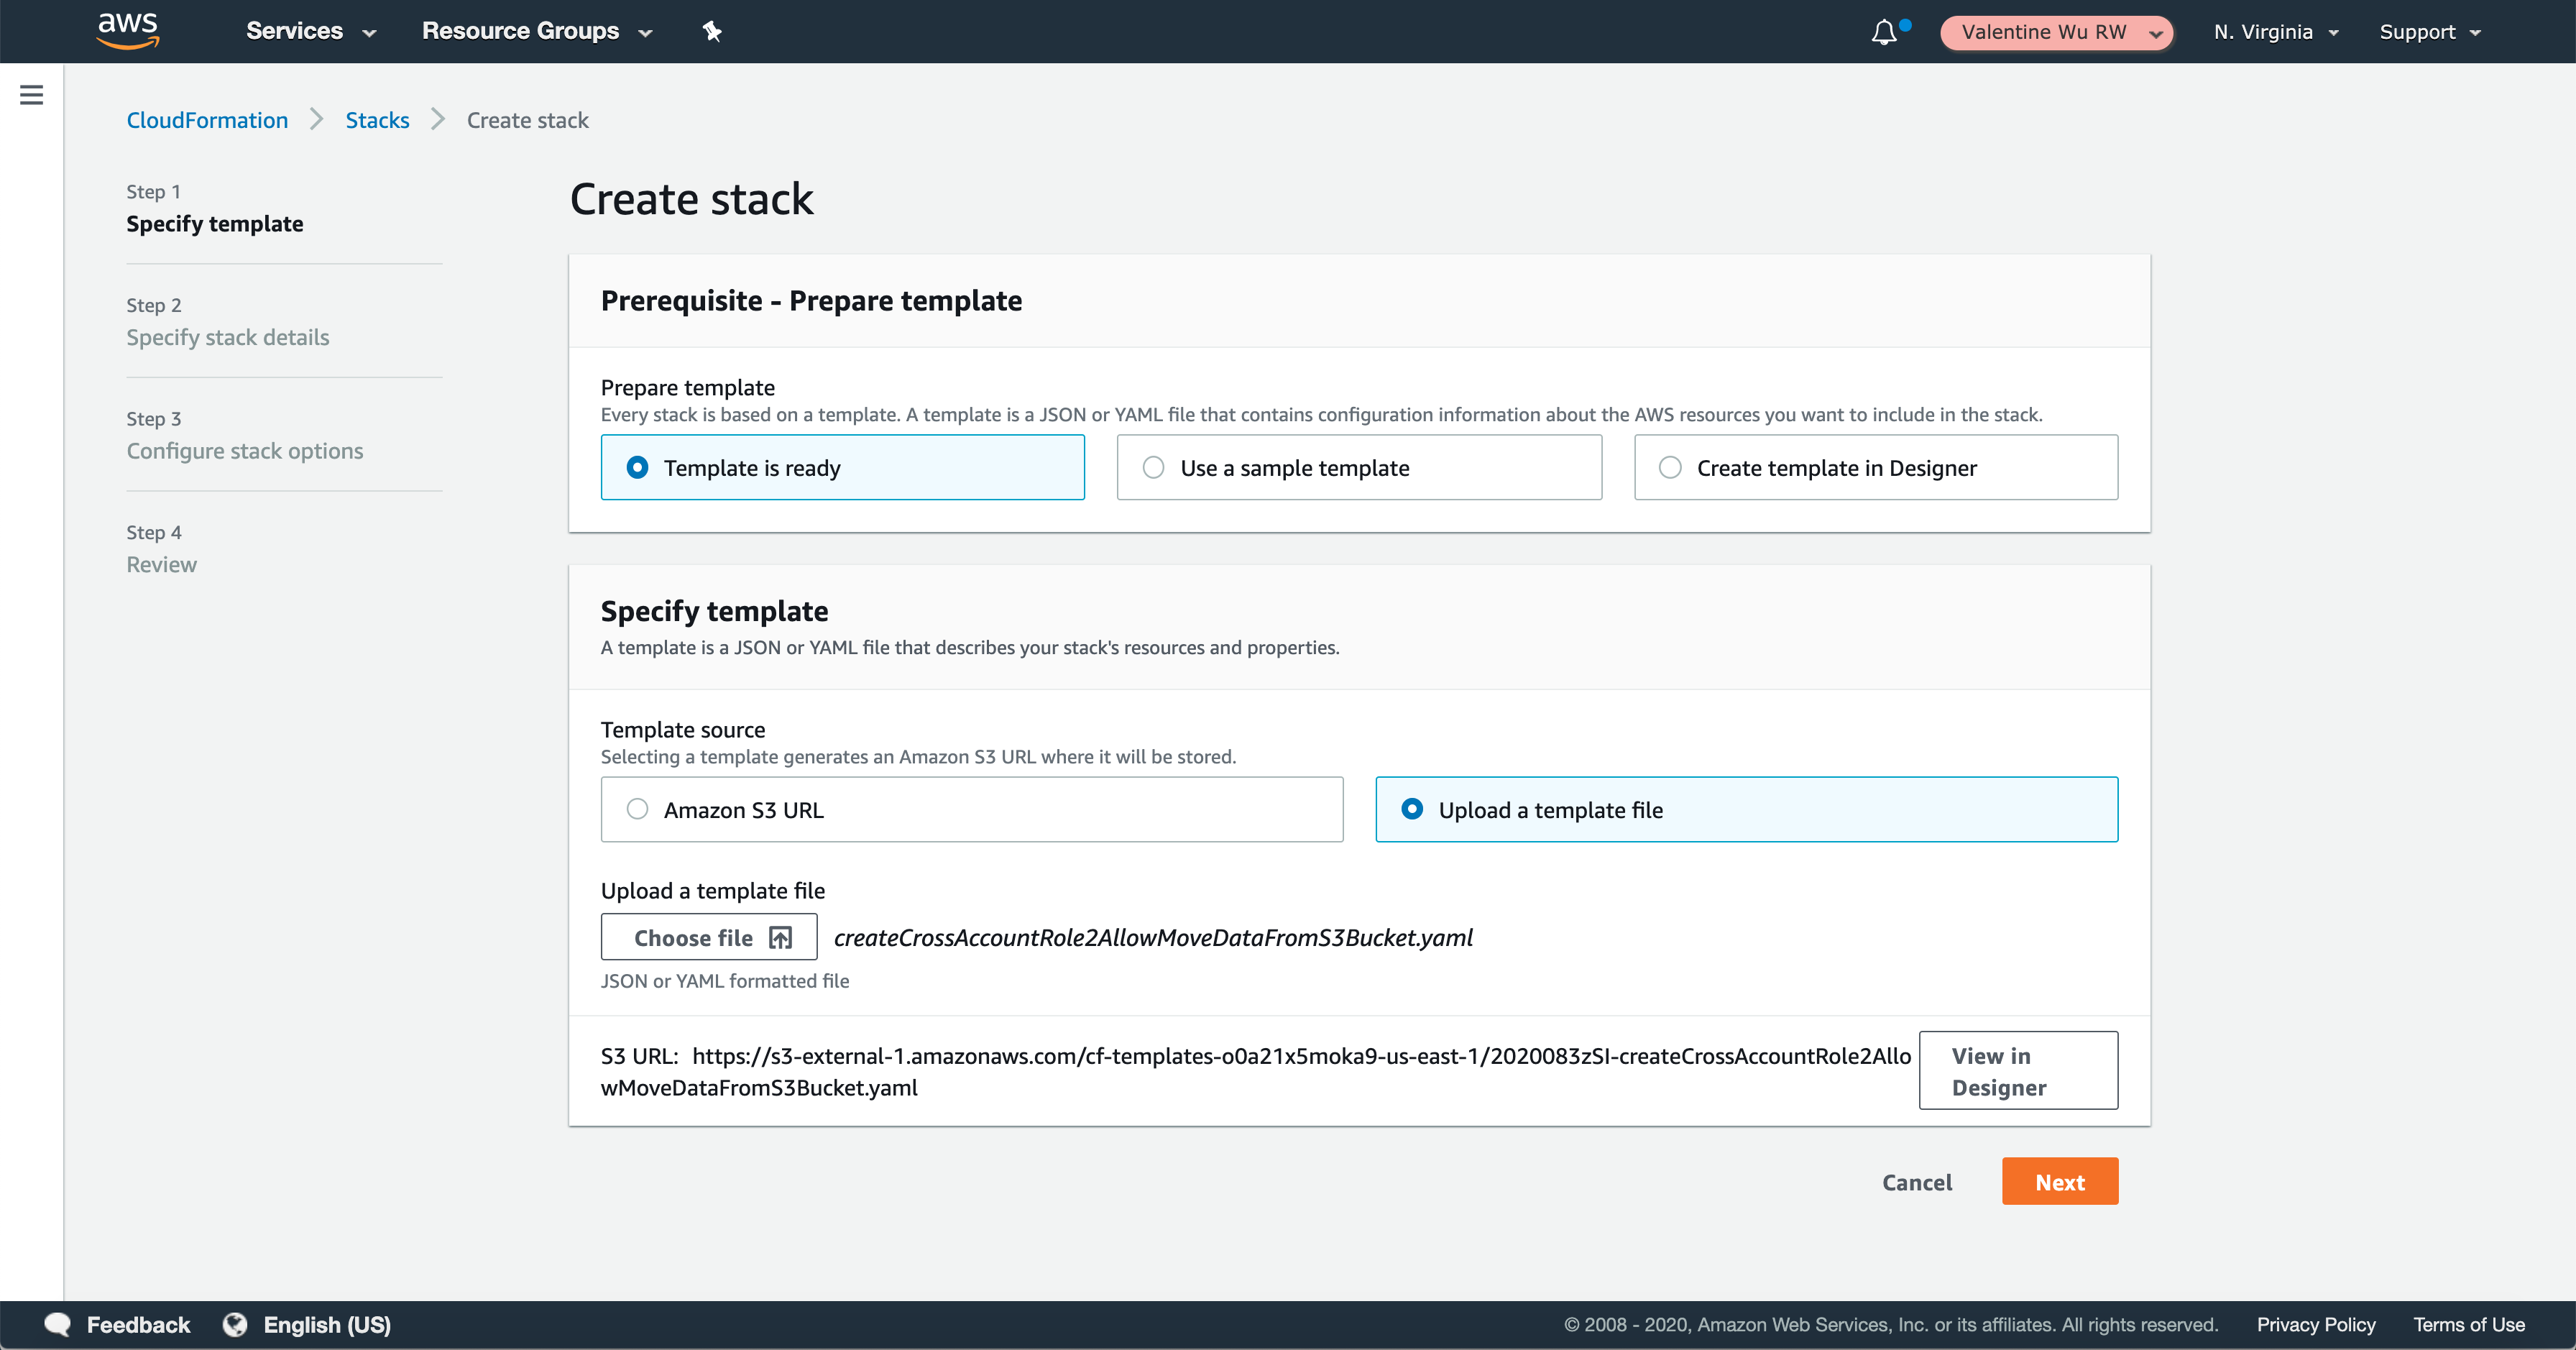 aws
Services
Resource Groups
Valentine Wu RW
N. Virginia
Support
CloudFormation
Stacks
Create stack
Step 1
Specify template
Step 2
Specify stack details
Step 3
Configure stack options
Step 4
Review
Create stack
Prerequisite - Prepare template
Prepare template
Every stack is based on a template. A template is a JSON or YAML file that contains configuration information about the AWS resources you want to include in the stack.
Template is ready
Use a sample template
Create template in Designer
Specify template
A template is a JSON or YAML file that describes your stack's resources and properties.
Template source
Selecting a template generates an Amazon S3 URL where it will be stored.
Amazon S3 URL
Upload a template file
Upload a template file
Choose file
createCrossAccountRole2AllowMoveDataFromS3Bucket.yaml
JSON or YAML formatted file
S3 URL: https://s3-external-1.amazonaws.com/cf-templates-o0a21x5moka9-us-east-1/2020083zSI-createCrossAccountRole2Allo
wMoveDataFromS3Bucket.yaml
View in
Designer
Cancel
Next
Feedback
English (US)
© 2008 - 2020, Amazon Web Services, Inc. or its affiliates. All rights reserved.
Privacy Policy
Terms of Use